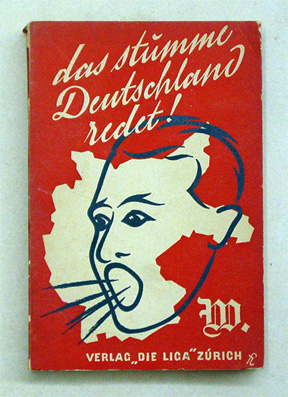 das stumme
Deutschland
redet!
W.
VERLAG „DIE LIGA“ ZÜRICH